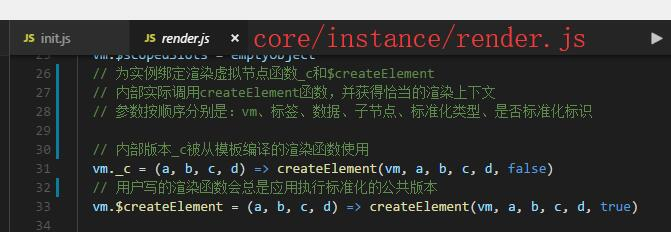 init.js render.js × core/instance/render.js
25 vm.$scopedSlots = emptyObject
26 // 为实例绑定渲染虚拟节点函数_c和$createElement
27 // 内部实际调用createElement函数，并获得恰当的渲染上下文
28 // 参数按顺序分别是：vm、标签、数据、子节点、标准化类型、是否标准化标识
29
30 // 内部版本_c被从模板编译的渲染函数使用
31 vm._c = (a, b, c, d) => createElement(vm, a, b, c, d, false)
32 // 用户写的渲染函数会总是应用执行标准化的公共版本
33 vm.$createElement = (a, b, c, d) => createElement(vm, a, b, c, d, true)
34